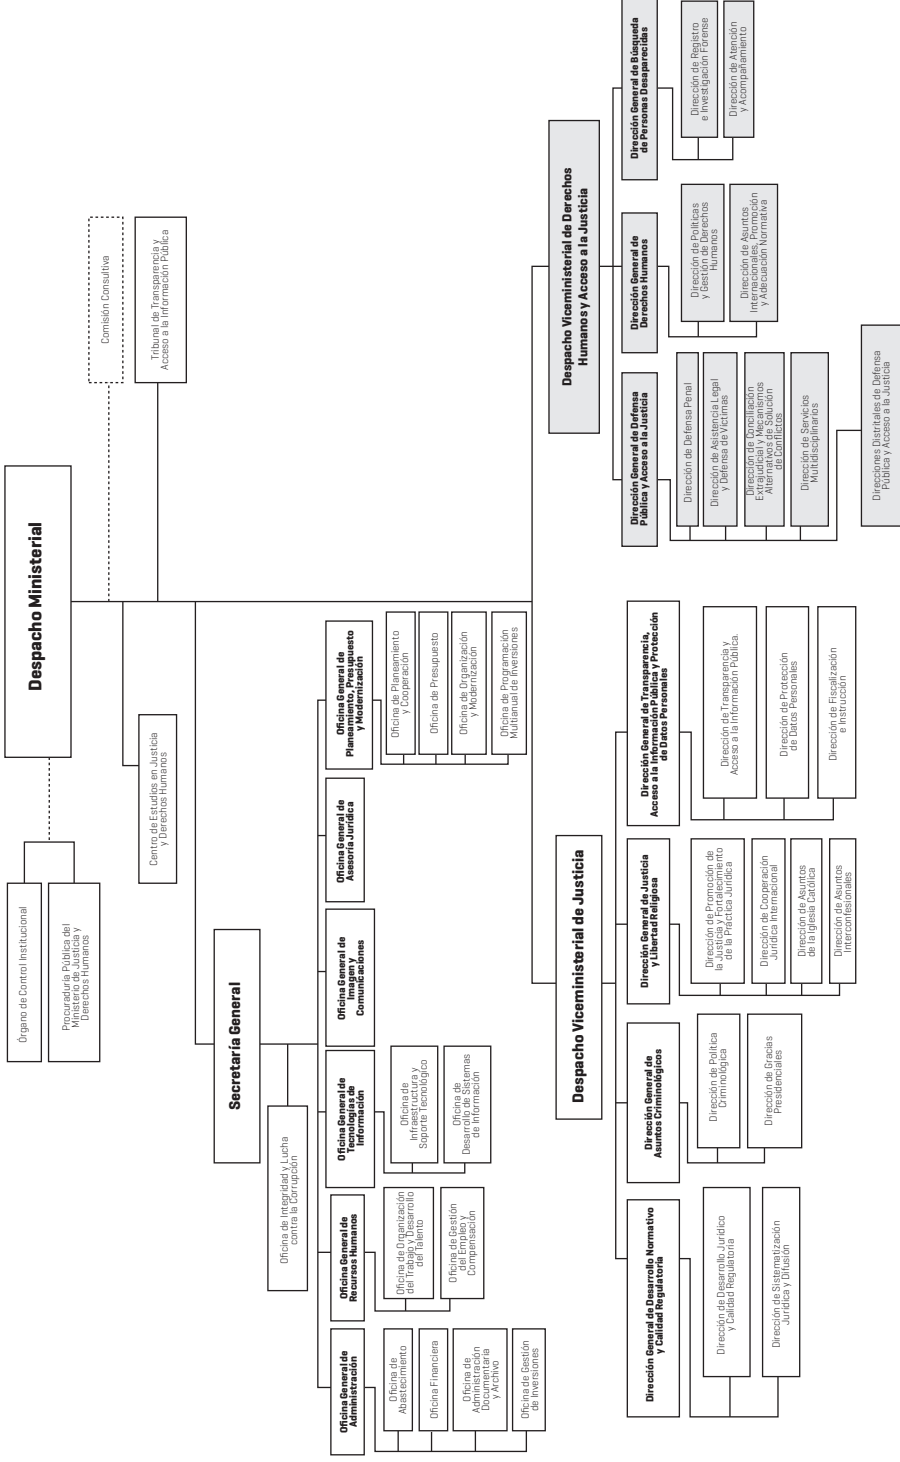 Despacho Ministerial
Órgano de Control Institucional
Procuraduría Pública del
Ministerio de Justicia y
Derechos Humanos
Comisión Consultiva
Tribunal de Transparencia y
Acceso a la Información Pública
Centro de Estudios en Justicia
y Derechos Humanos
Secretaría General
Oficina de Integridad y Lucha
contra la Corrupción
Oficina General de
Administración
Oficina de
Abastecimiento
Oficina Financiera
Oficina de
Administración
Documentaria
y Archivo
Oficina de Gestión
de Inversiones
Oficina General de
Recursos Humanos
Oficina de Organización
del Trabajo y Desarrollo
del Talento
Oficina de Gestión
del Empleo y
Compensación
Oficina General de
Tecnologías de
Información
Oficina de
Infraestructura y
Soporte Tecnológico
Oficina de
Desarrollo de Sistemas
de Información
Oficina General de
Imagen y
Comunicaciones
Oficina General de
Asesoría Jurídica
Oficina General de
Planeamiento, Presupuesto
y Modernización
Oficina de Planeamiento
y Cooperación
Oficina de Presupuesto
Oficina de Organización
y Modernización
Oficina de Programación
Multianual de Inversiones
Despacho Viceministerial de Justicia
Dirección General de Desarrollo Normativo
y Calidad Regulatoria
Dirección de Desarrollo Jurídico
y Calidad Regulatoria
Dirección de Sistematización
Jurídica y Difusión
Dirección General de
Asuntos Criminológicos
Dirección de Política
Criminológica
Dirección de Gracias
Presidenciales
Dirección General de Justicia
y Libertad Religiosa
Dirección de Promoción de
la Justicia y Fortalecimiento
de la Práctica Jurídica
Dirección de Cooperación
Jurídica Internacional
Dirección de Asuntos
de la Iglesia Católica
Dirección de Asuntos
Interconfesionales
Dirección General de Transparencia,
Acceso a la Información Pública y Protección
de Datos Personales
Dirección de Transparencia y
Acceso a la Información Pública.
Dirección de Protección
de Datos Personales
Dirección de Fiscalización
e Instrucción
Despacho Viceministerial de Derechos
Humanos y Acceso a la Justicia
Dirección General de Defensa
Pública y Acceso a la Justicia
Dirección de Defensa Penal
Dirección de Asistencia Legal
y Defensa de Víctimas
Dirección de Conciliación
Extrajudicial y Mecanismos
Alternativos de Solución
de Conflictos
Dirección de Servicios
Multidisciplinarios
Direcciones Distritales de Defensa
Pública y Acceso a la Justicia
Dirección General de
Derechos Humanos
Dirección de Políticas
y Gestión de Derechos
Humanos
Dirección de Asuntos
Internacionales, Promoción
y Adecuación Normativa
Dirección General de Búsqueda
de Personas Desaparecidas
Dirección de Registro
e Investigación Forense
Dirección de Atención
y Acompañamiento